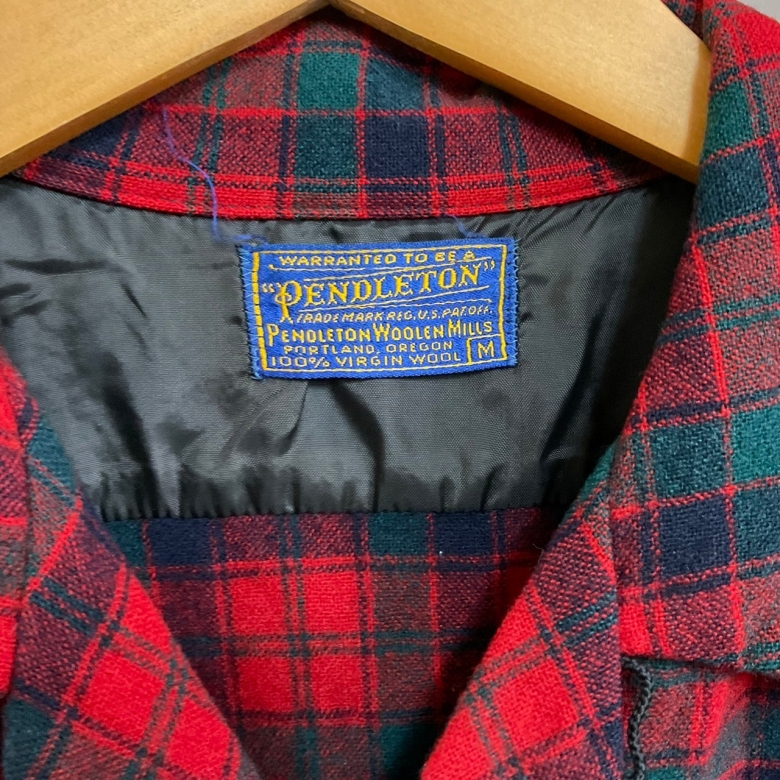 WARRANTED TO BE A
"PENDLETON"
TRADE MARK REG. U.S. PAT. OFF.
PENDLETON WOOLEN MILLS
PORTLAND, OREGON
100% VIRGIN WOOL M